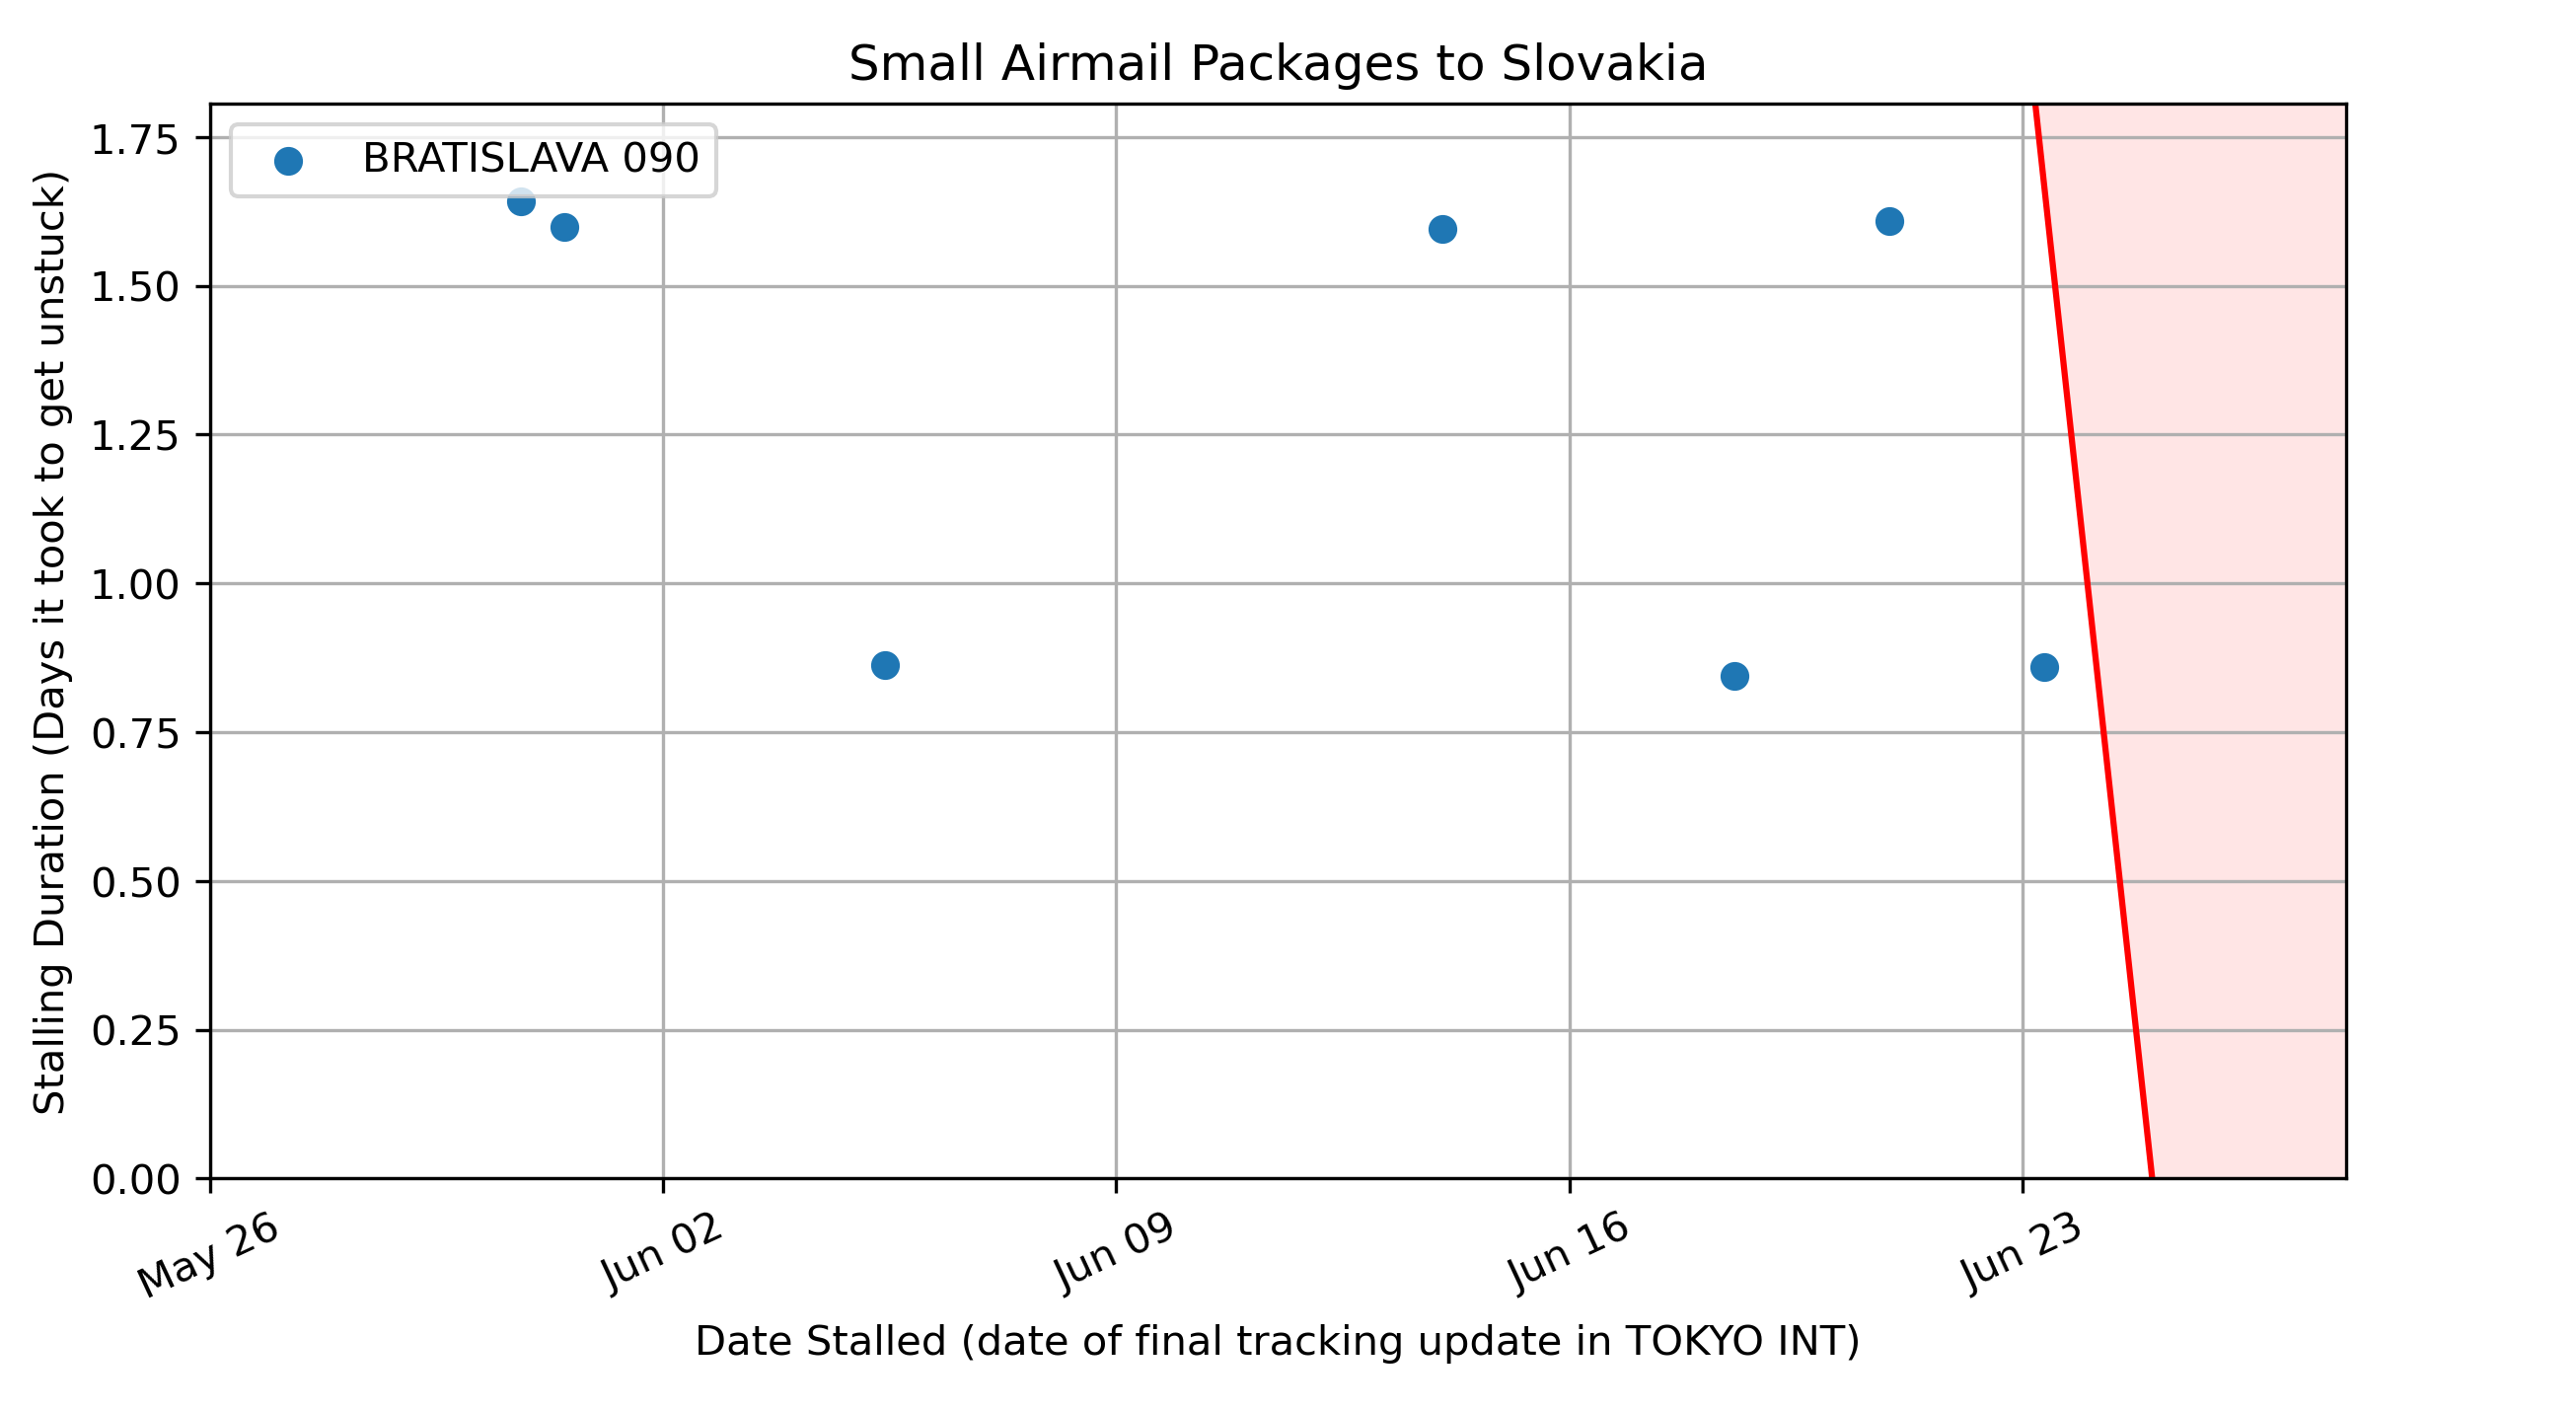 Small Airmail Packages to Slovakia
BRATISLAVA 090
Stalling Duration (Days it took to get unstuck)
1.75
1.50
1.25
1.00
0.75
0.50
0.25
0.00
May 26
Jun 02
Jun 09
Jun 16
Jun 23
Date Stalled (date of final tracking update in TOKYO INT)